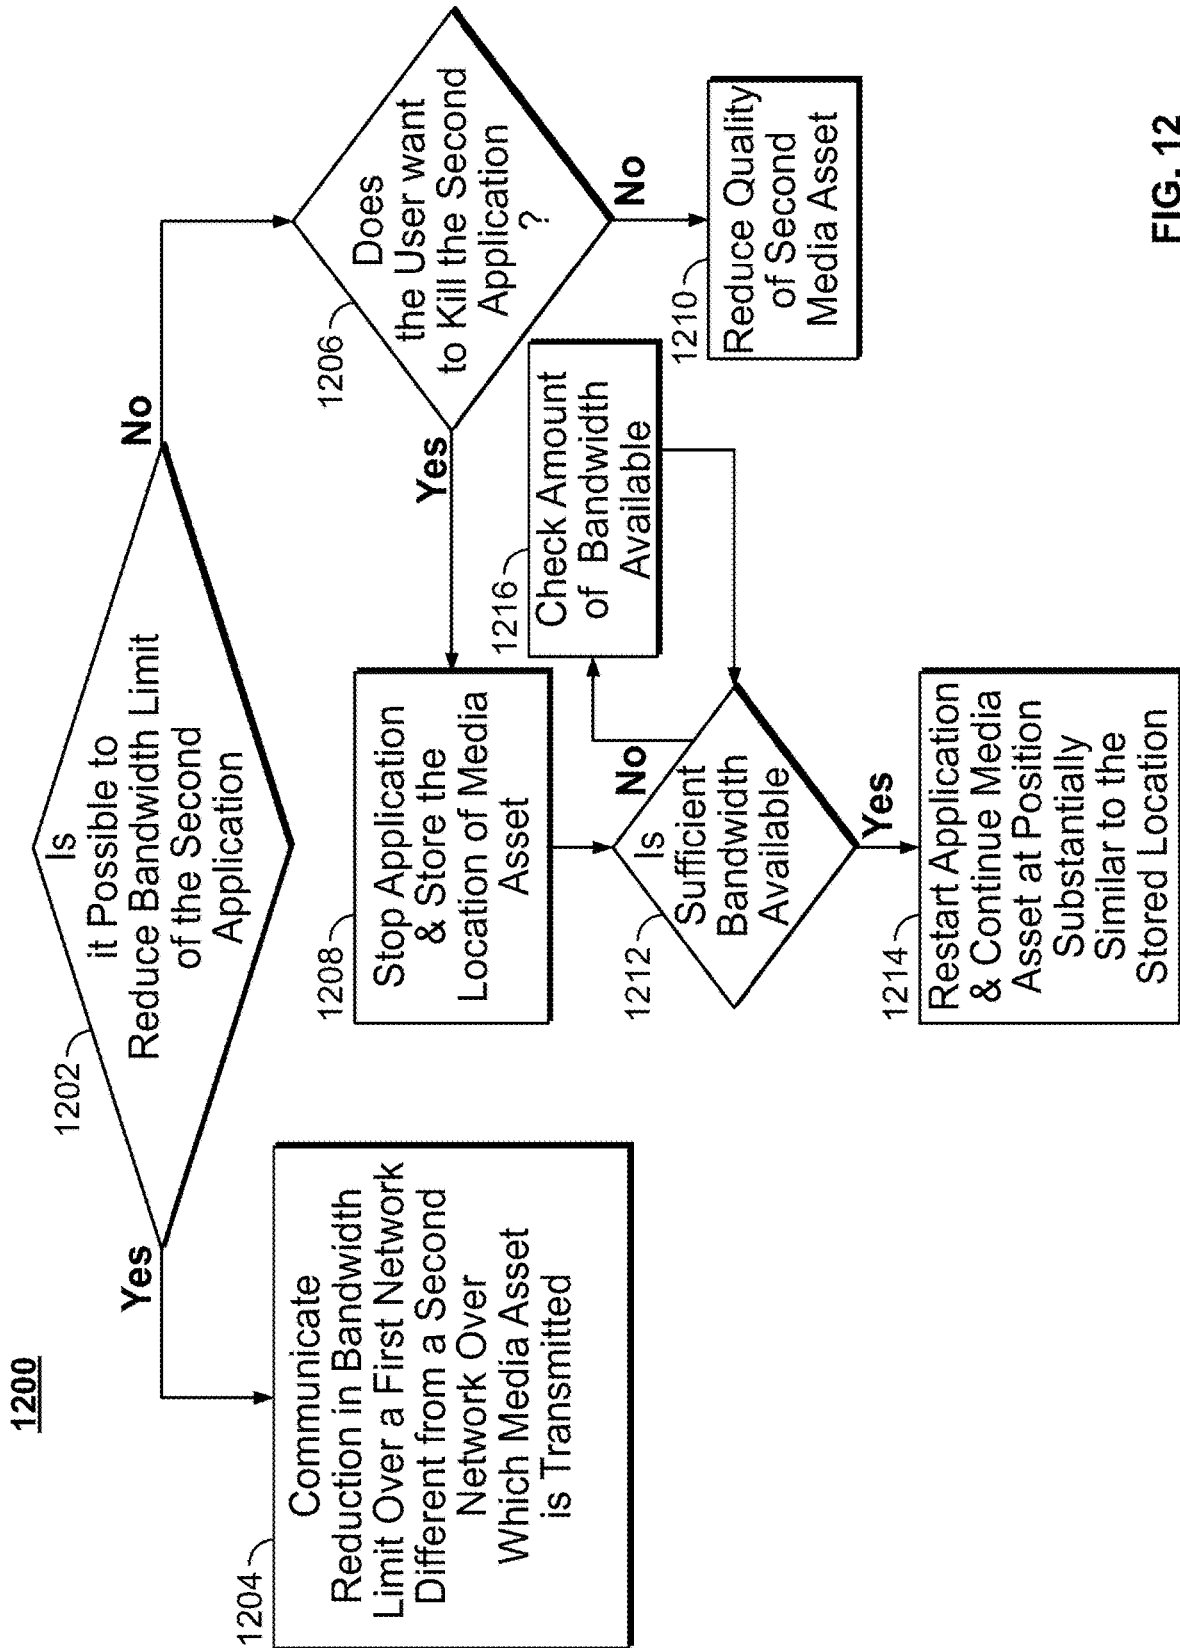 1200
1202
Is
it Possible to
Reduce Bandwidth Limit
of the Second
Application
Yes
No
1204
Communicate
Reduction in Bandwidth
Limit Over a First Network
Different from a Second
Network Over
Which Media Asset
is Transmitted
1206
Does
the User want
to Kill the Second
Application
?
Yes
No
1208
Stop Application
& Store the
Location of Media
Asset
1210
Reduce Quality
of Second
Media Asset
1212
Is
Sufficient
Bandwidth
Available
No
Yes
1216
Check Amount
of Bandwidth
Available
1214
Restart Application
& Continue Media
Asset at Position
Substantially
Similar to the
Stored Location
FIG. 12